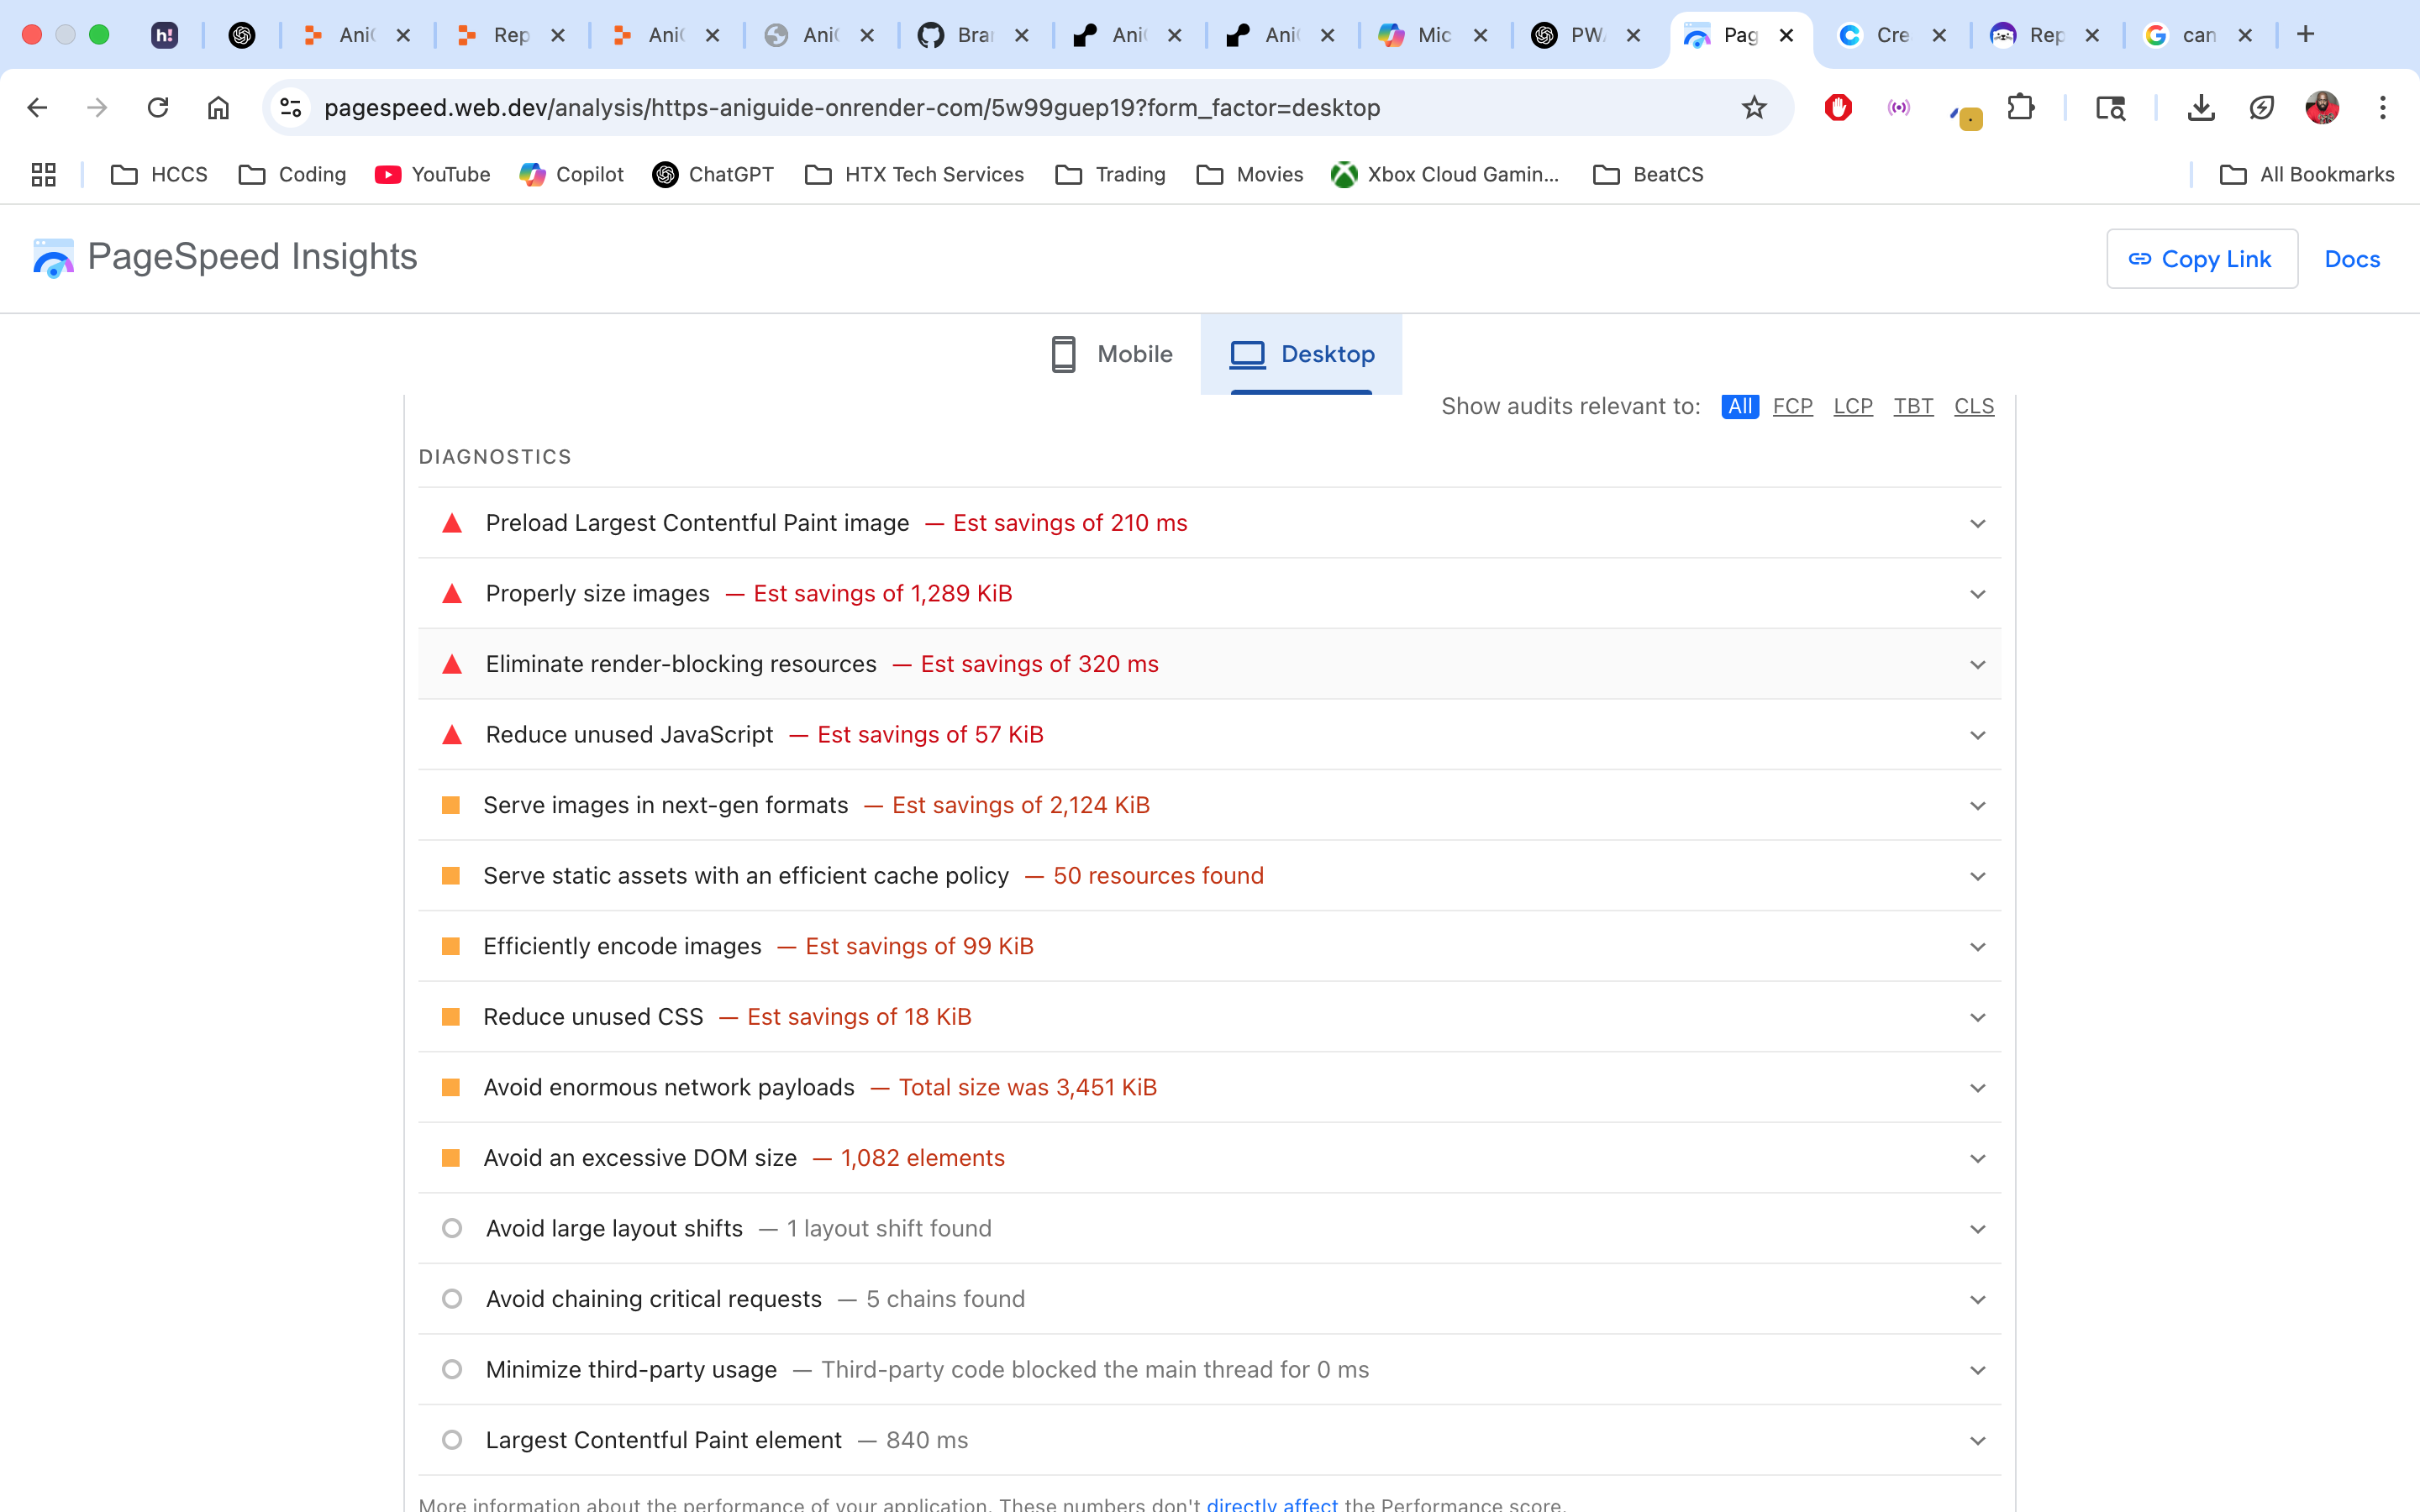 h!
Ani
Rep
Ani
Ani
Bra
Ani
Ani
Mic
PW
Pag
Cre
Rep
can
pagespeed.web.dev/analysis/https-aniguide-onrender-com/5w99guep19?form_factor=desktop
HCCS
Coding
YouTube
Copilot
ChatGPT
HTX Tech Services
Trading
Movies
Xbox Cloud Gamin...
BeatCS
All Bookmarks
PageSpeed Insights
Copy Link
Docs
Mobile
Desktop
Show audits relevant to: All FCP LCP TBT CLS
DIAGNOSTICS
Preload Largest Contentful Paint image — Est savings of 210 ms
Properly size images — Est savings of 1,289 KiB
Eliminate render-blocking resources — Est savings of 320 ms
Reduce unused JavaScript — Est savings of 57 KiB
Serve images in next-gen formats — Est savings of 2,124 KiB
Serve static assets with an efficient cache policy — 50 resources found
Efficiently encode images — Est savings of 99 KiB
Reduce unused CSS — Est savings of 18 KiB
Avoid enormous network payloads — Total size was 3,451 KiB
Avoid an excessive DOM size — 1,082 elements
Avoid large layout shifts — 1 layout shift found
Avoid chaining critical requests — 5 chains found
Minimize third-party usage — Third-party code blocked the main thread for 0 ms
Largest Contentful Paint element — 840 ms
More information about the performance of your application. These numbers don't directly affect the Performance score.